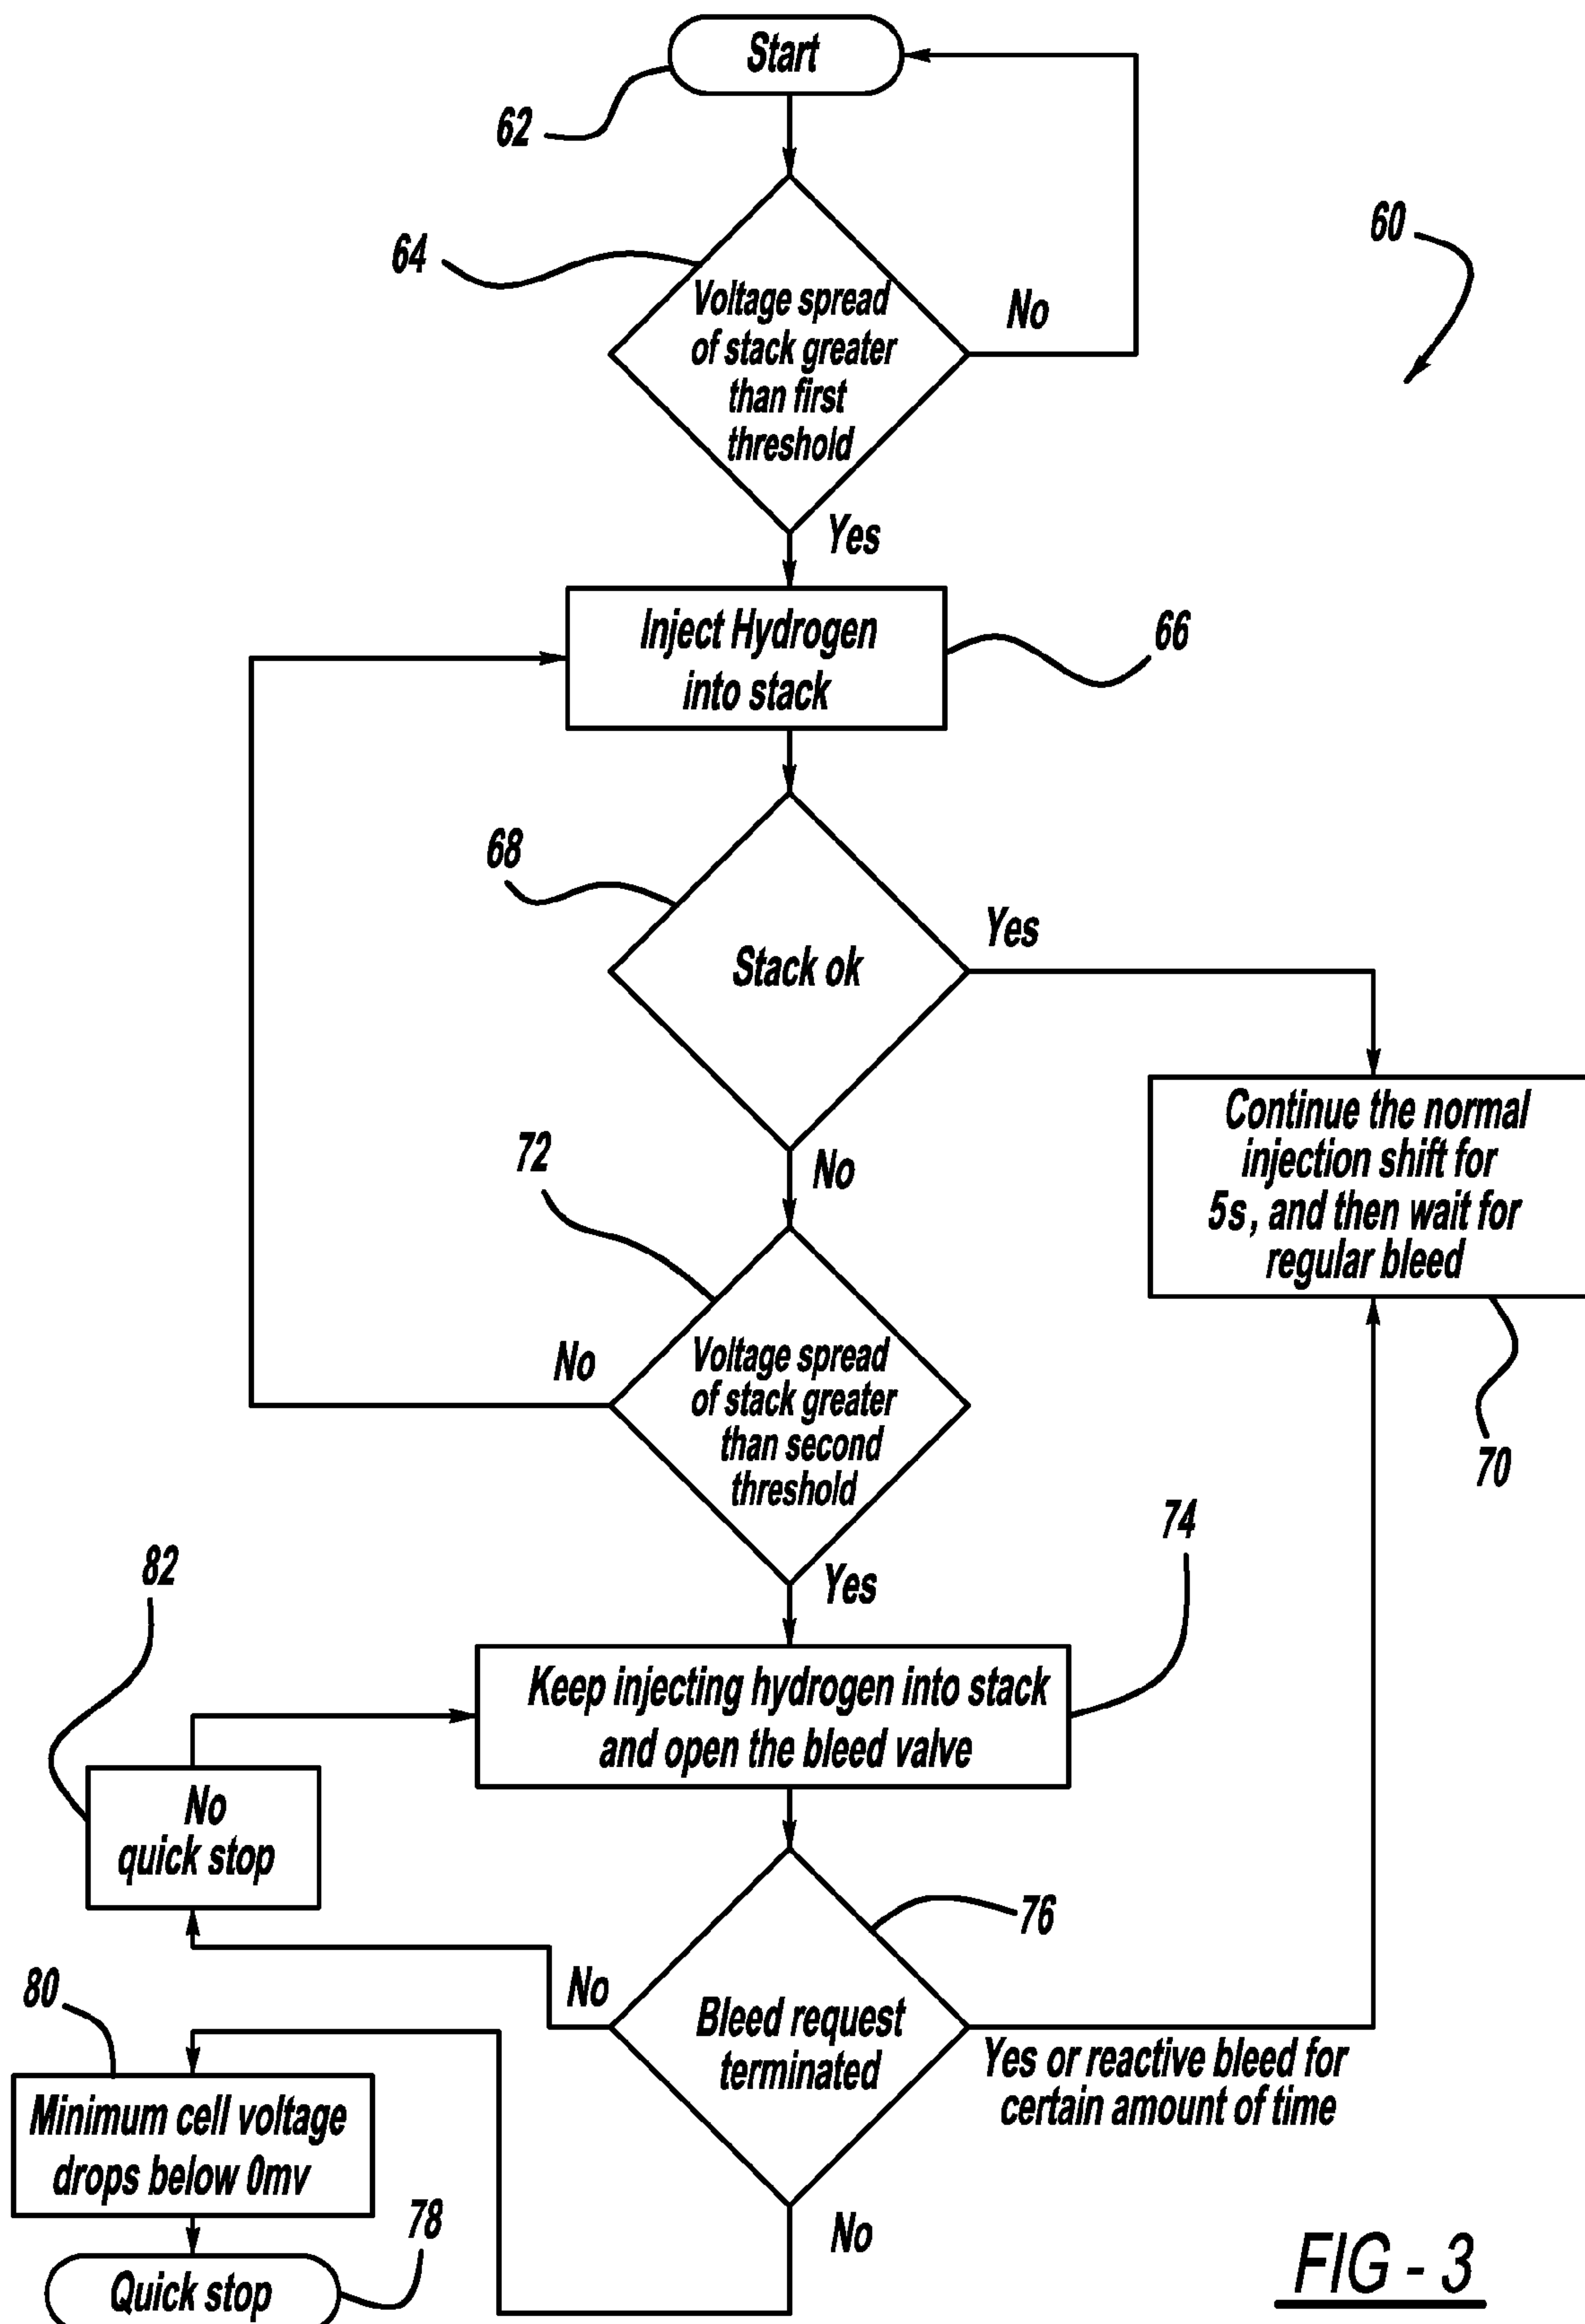 Start
62
64
60
Voltage spread
of stack greater
than first
threshold
No
Yes
Inject Hydrogen
into stack
66
68
Stack ok
Yes
No
Continue the normal
injection shift for
5s, and then wait for
regular bleed
70
72
Voltage spread
of stack greater
than second
threshold
No
Yes
74
Keep injecting hydrogen into stack
and open the bleed valve
82
No
quick stop
76
Bleed request
terminated
No
Yes or reactive bleed for
certain amount of time
80
Minimum cell voltage
drops below 0mv
No
78
Quick stop
FIG - 3